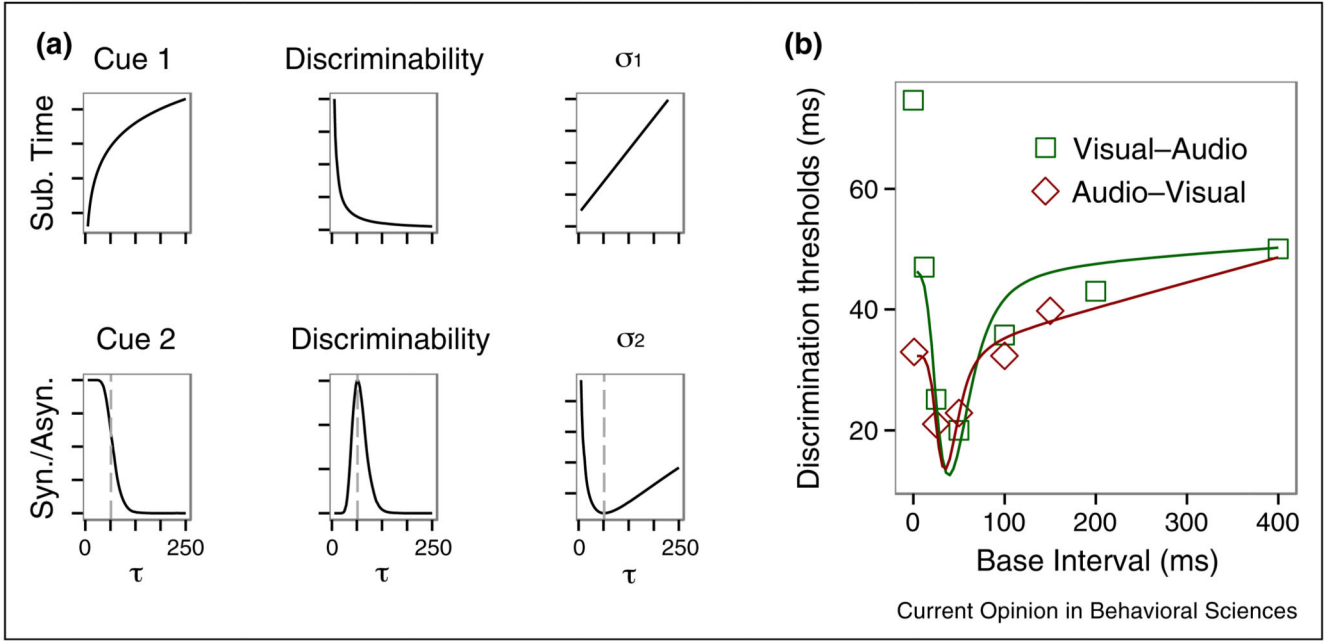 (a)
Cue 1
Discriminability
σ1
Sub. Time
Cue 2
Discriminability
σ2
Syn./Asyn.
0 250
0 250
0 250
τ
τ
τ
(b)
Discrimination thresholds (ms)
60
40
20
Visual–Audio
Audio–Visual
0 100 200 300 400
Base Interval (ms)
Current Opinion in Behavioral Sciences